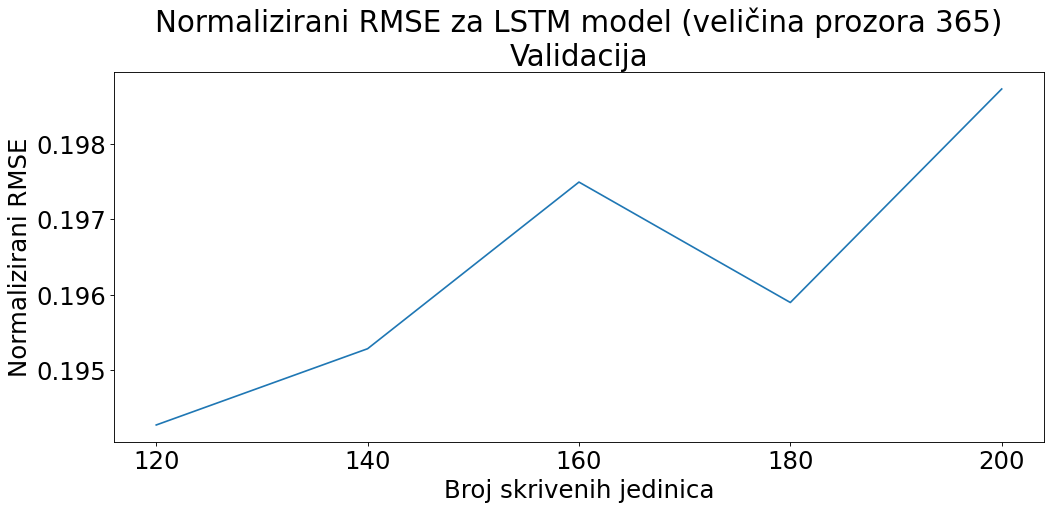 Normalizirani RMSE za LSTM model (veličina prozora 365)
Validacija
Normalizirani RMSE
0.198
0.197
0.196
0.195
120 140 160 180 200
Broj skrivenih jedinica